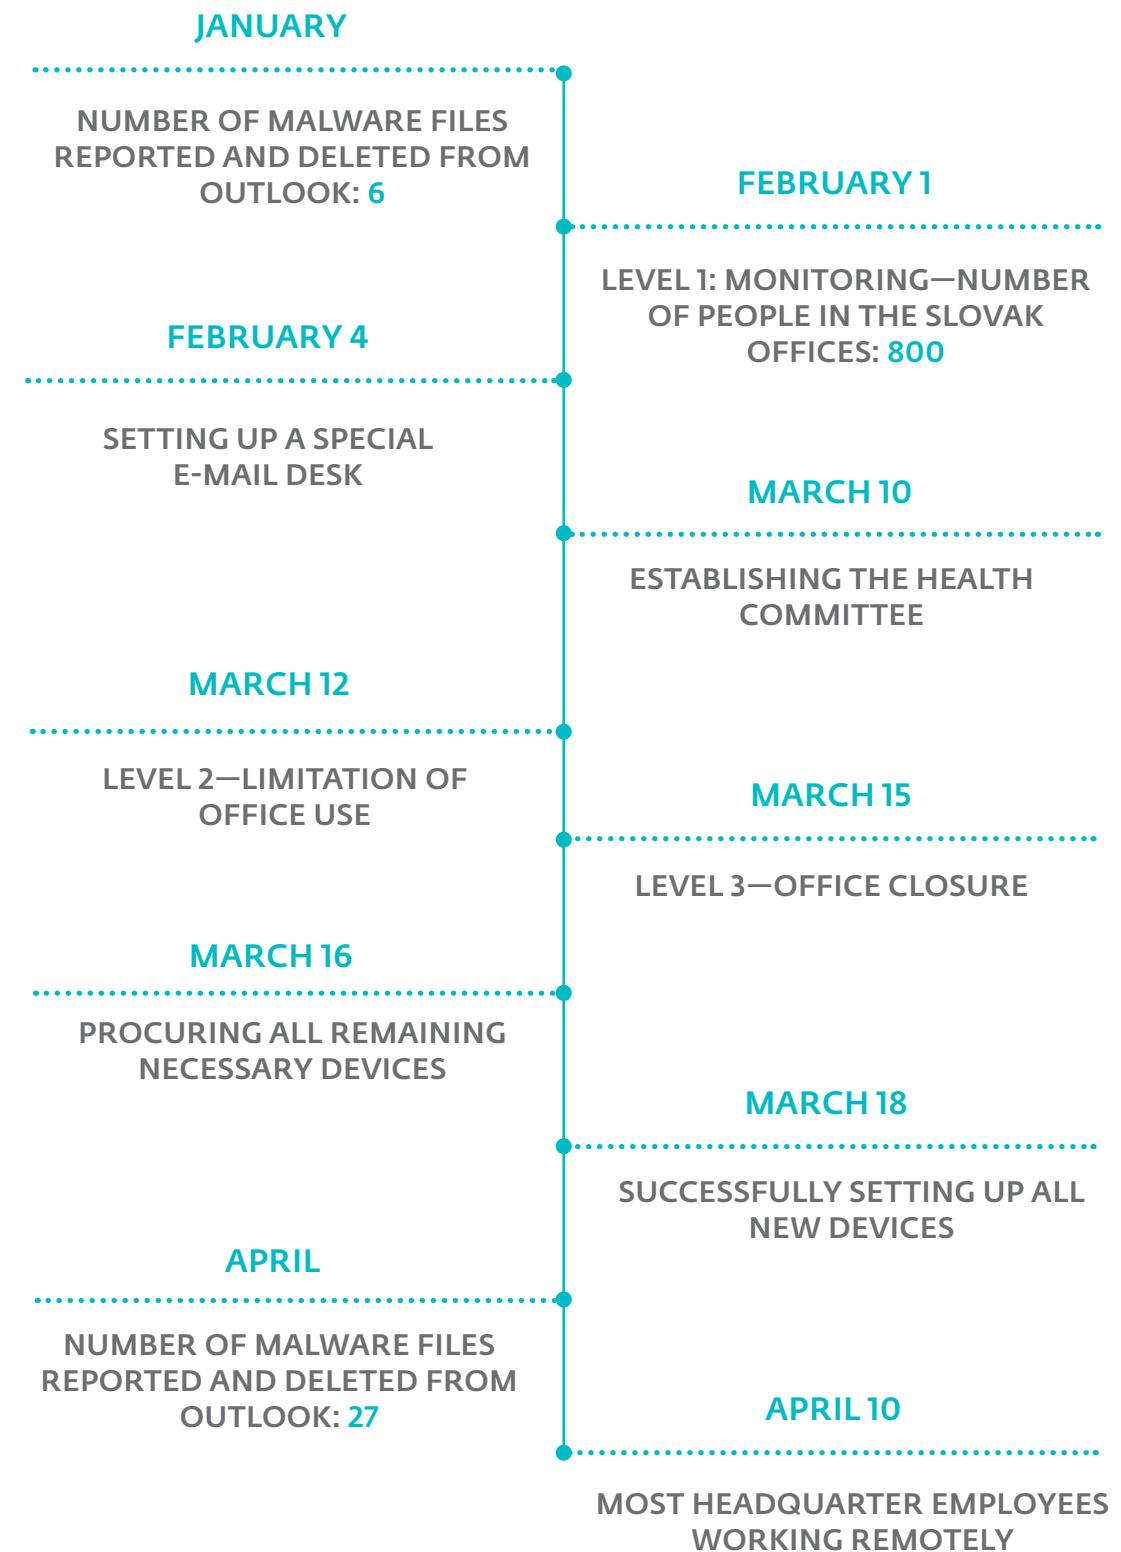 JANUARY
NUMBER OF MALWARE FILES
REPORTED AND DELETED FROM
OUTLOOK: 6
FEBRUARY 1
LEVEL 1: MONITORING—NUMBER
OF PEOPLE IN THE SLOVAK
OFFICES: 800
FEBRUARY 4
SETTING UP A SPECIAL
E-MAIL DESK
MARCH 10
ESTABLISHING THE HEALTH
COMMITTEE
MARCH 12
LEVEL 2—LIMITATION OF
OFFICE USE
MARCH 15
LEVEL 3—OFFICE CLOSURE
MARCH 16
PROCURING ALL REMAINING
NECESSARY DEVICES
MARCH 18
SUCCESSFULLY SETTING UP ALL
NEW DEVICES
APRIL
NUMBER OF MALWARE FILES
REPORTED AND DELETED FROM
OUTLOOK: 27
APRIL 10
MOST HEADQUARTER EMPLOYEES
WORKING REMOTELY